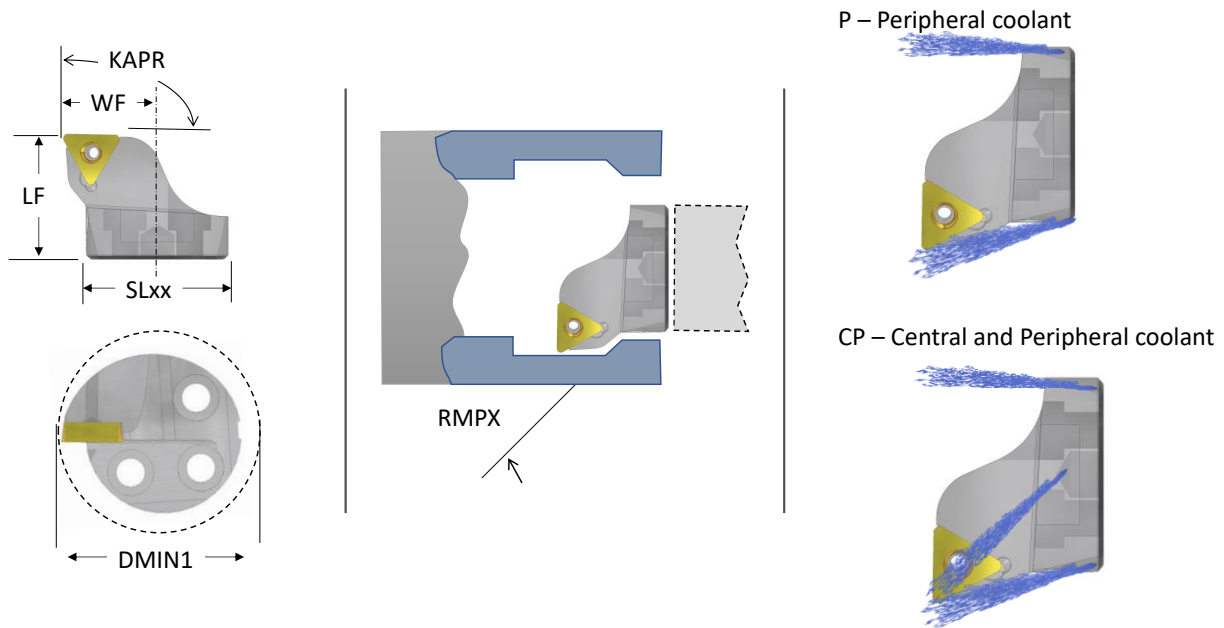 KAPR
WF
LF
SLxx
DMIN1
RMPX
P – Peripheral coolant
CP – Central and Peripheral coolant